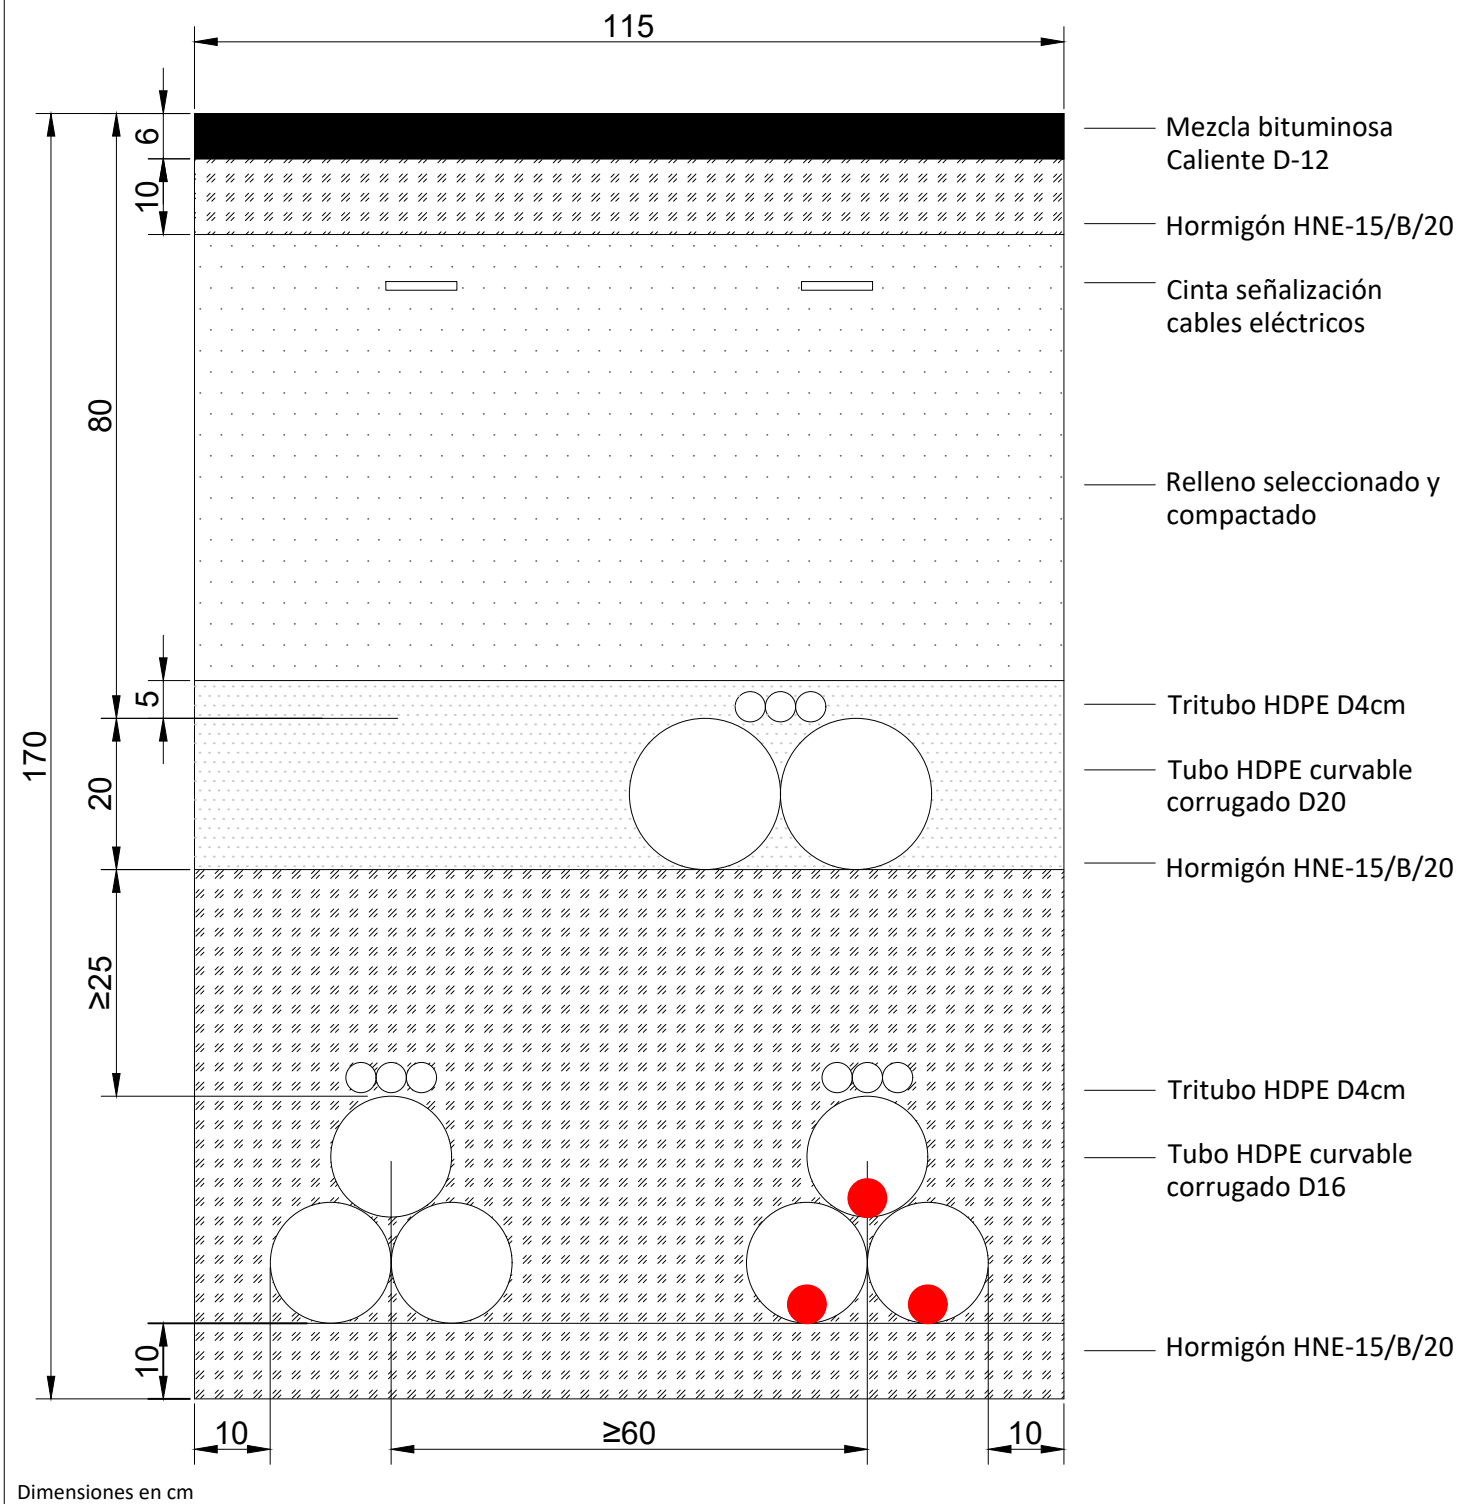 115
6
Mezcla bituminosa
Caliente D-12
10
Hormigón HNE-15/B/20
Cinta señalización
cables eléctricos
80
Relleno seleccionado y
compactado
5
Tritubo HDPE D4cm
170
20
Tubo HDPE curvable
corrugado D20
Hormigón HNE-15/B/20
≥25
Tritubo HDPE D4cm
Tubo HDPE curvable
corrugado D16
10
Hormigón HNE-15/B/20
10
≥60
10
Dimensiones en cm